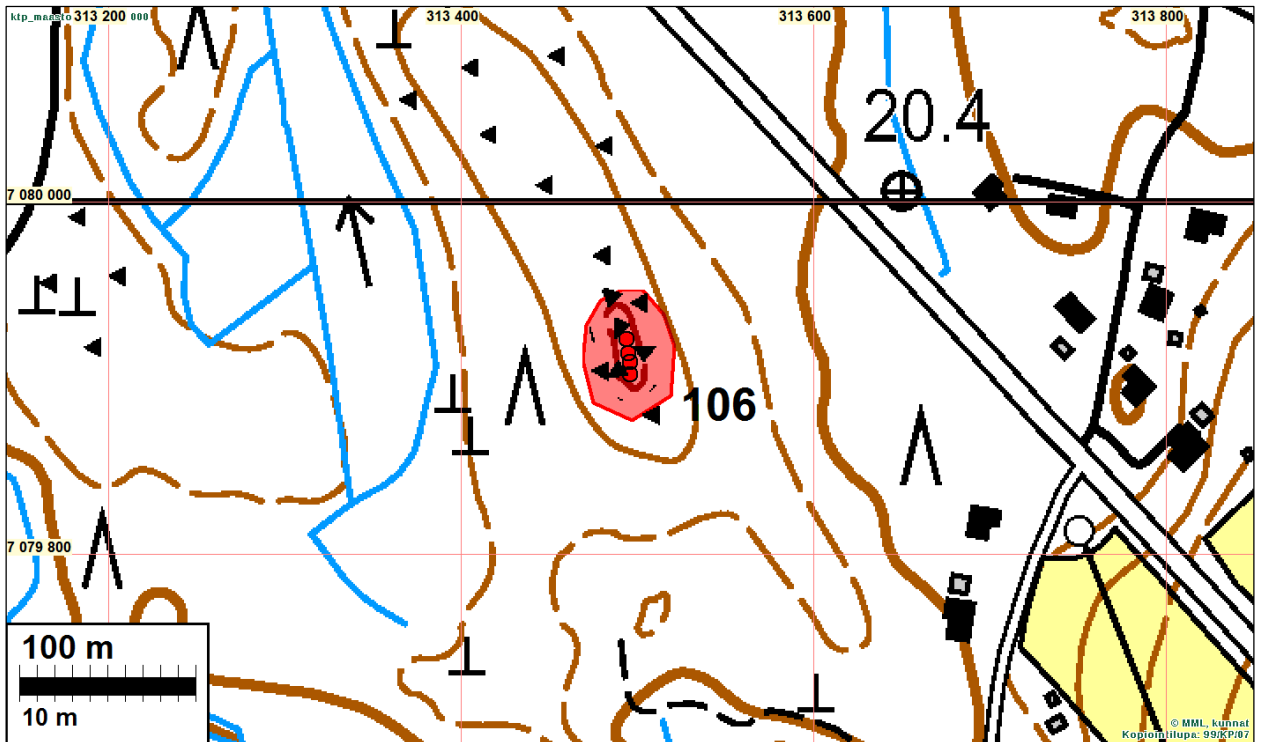 ktp_maasto 313 200 000 313 400 313 600 313 800
20.4
7 080 000
106
7 079 800
100 m
10 m
© MML, kunnat
Kopiointilupa: 99/KP/07